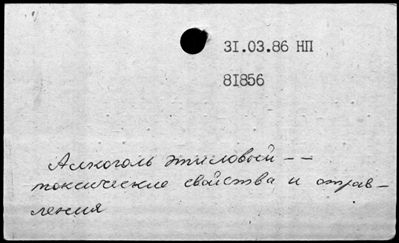 31.03.86 НП
81856
Алкоголь этиловый --
токсические свойства и отрав-
ления